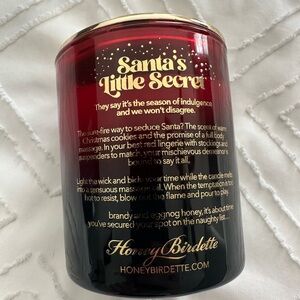 Santa's
Little Secret
They say it's the season of indulgence
and we won't disagree.
The sure-fire way to seduce Santa? The scent of warm
Christmas cookies and the promise of a full body
massage. In your best red lingerie with stockings and
suspenders to match, your mischievous demeanor is
bound to say it all.
Light the wick and bide your time while the candle melts
into a sensuous massage oil. When the temptation is too
hot to resist, blow out the flame and pour to play.
brandy and eggnog honey, it's about time
you've secured your spot on the naughty list...
Honey Birdette
HONEYBIRDETTE.COM